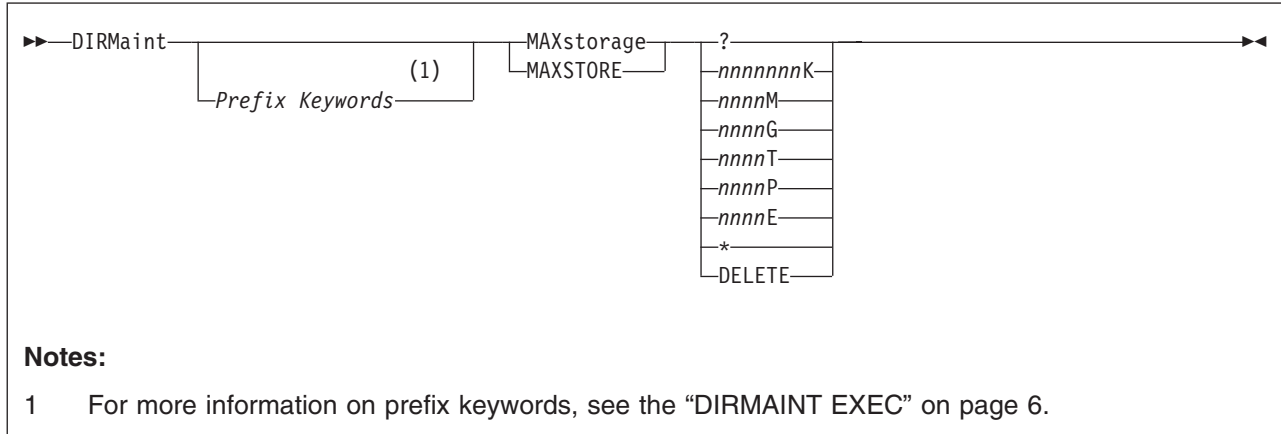 ►►—DIRMaint— —MAXstorage— —?— ►◄
(1) MAXSTORE nnnnnnnK
Prefix Keywords nnnnM
nnnnG
nnnnT
nnnnP
nnnnE
*
DELETE
Notes:
1 For more information on prefix keywords, see the “DIRMAINT EXEC” on page 6.